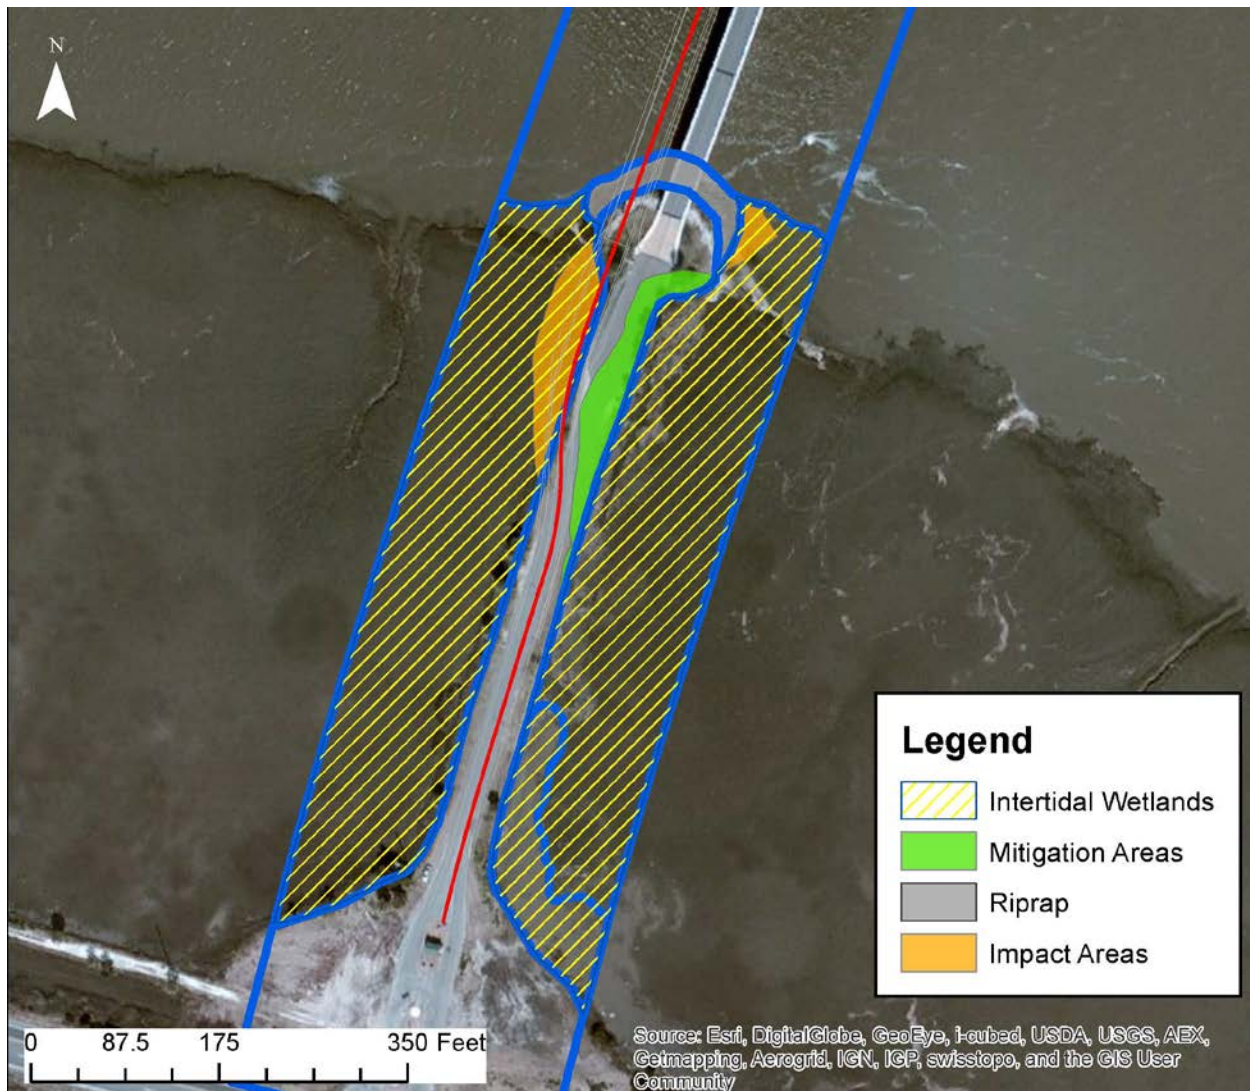 N
Legend
Intertidal Wetlands
Mitigation Areas
Riprap
Impact Areas
0 87.5 175 350 Feet
Source: Esri, DigitalGlobe, GeoEye, i-cubed, USDA, USGS, AEX,
Getmapping, Aerogrid, IGN, IGP, swisstopo, and the GIS User
Community